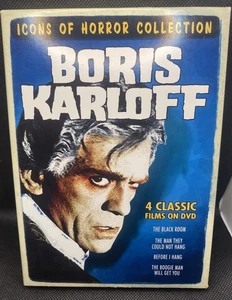 ICONS OF HORROR COLLECTION
BORIS
KARLOFF
4 CLASSIC
FILMS ON DVD
THE BLACK ROOM
THE MAN THEY
COULD NOT HANG
BEFORE I HANG
THE BOOGIE MAN
WILL GET YOU